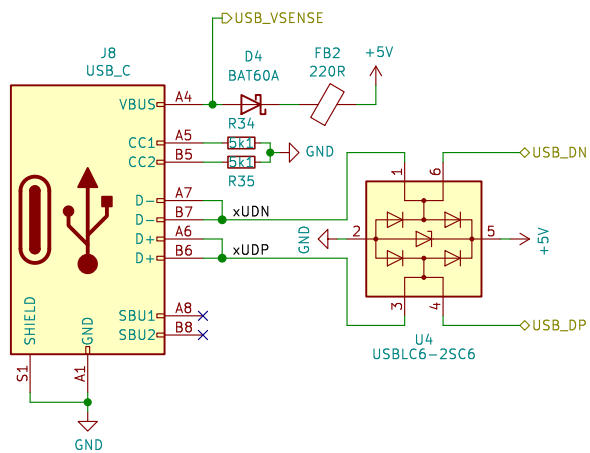 USB_VSENSE
J8
USB_C
D4
BAT60A
FB2
220R
+5V
VBUS
A4
CC1
A5
R34
5k1
CC2
B5
5k1
R35
GND
D-
A7
D-
B7
xUDN
D+
A6
D+
B6
xUDP
SBU1
A8
SBU2
B8
SHIELD
GND
S1
A1
GND
USB_DN
1
6
GND
2
5
+5V
3
4
USB_DP
U4
USBLC6-2SC6